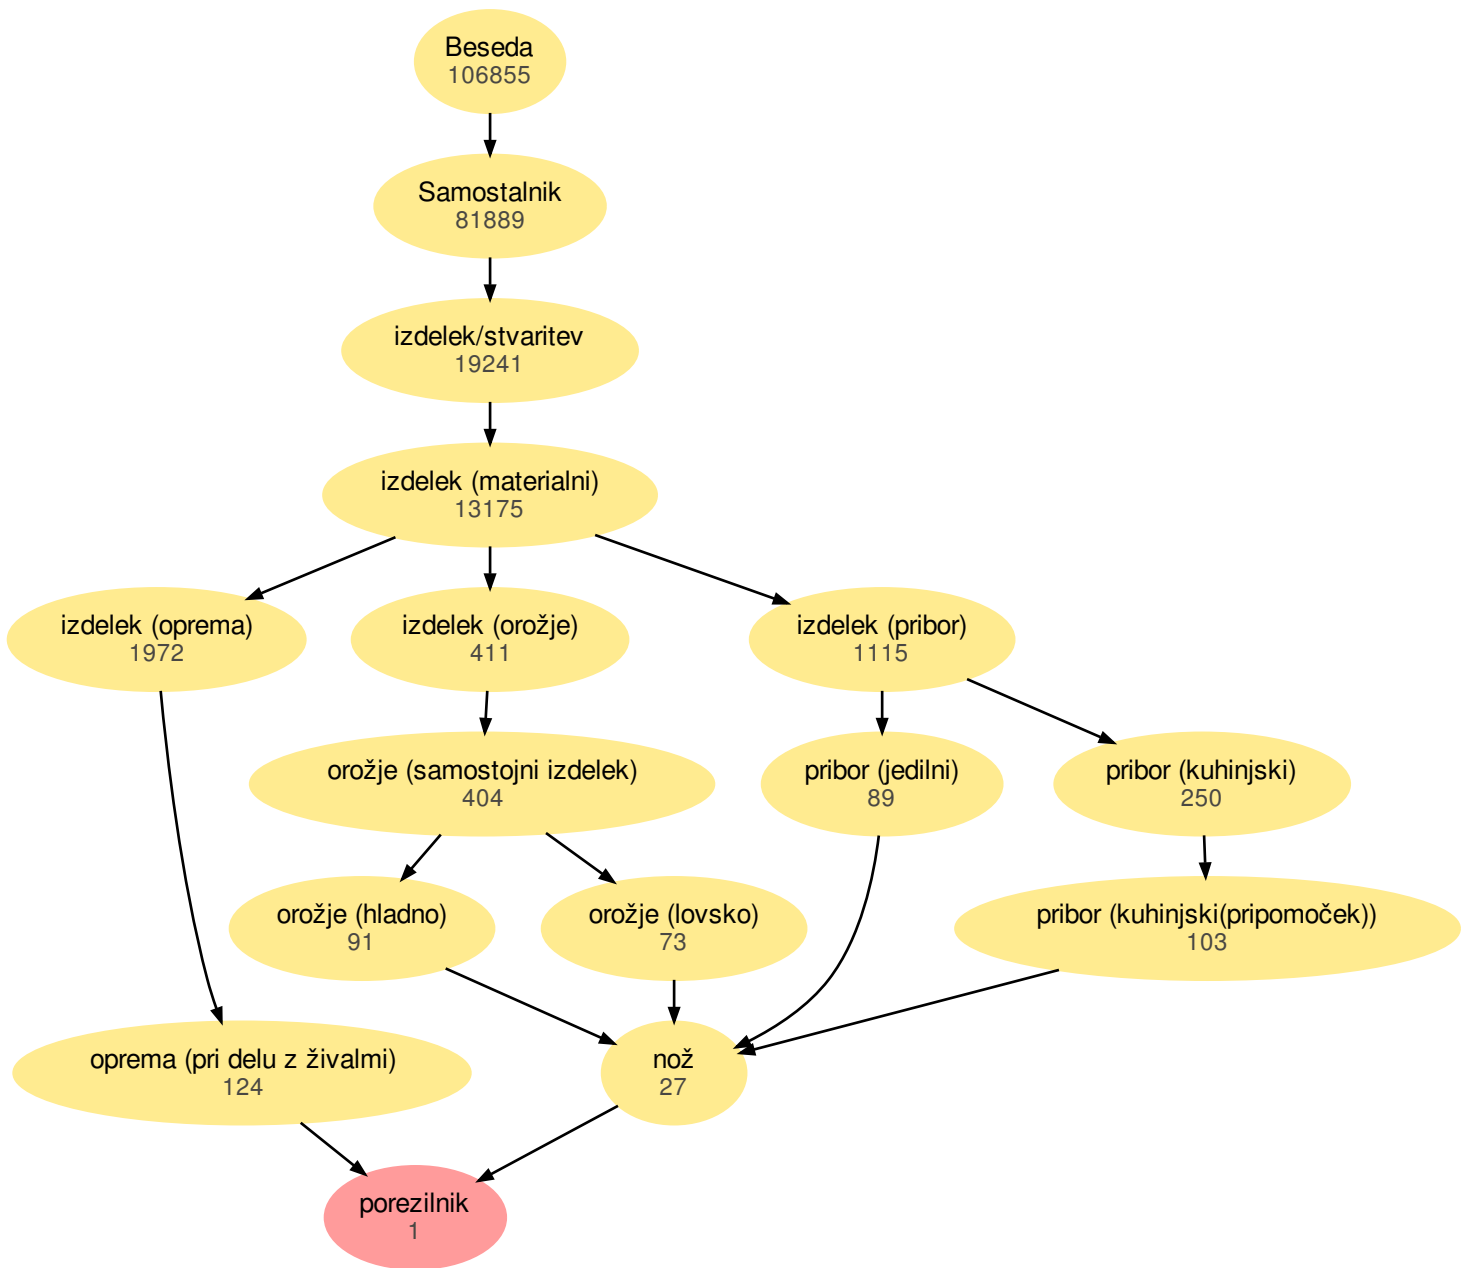 Beseda
106855
Samostalnik
81889
izdelek/stvaritev
19241
izdelek (materialni)
13175
izdelek (oprema)
1972
izdelek (orožje)
411
izdelek (pribor)
1115
orožje (samostojni izdelek)
404
pribor (jedilni)
89
pribor (kuhinjski)
250
orožje (hladno)
91
orožje (lovsko)
73
pribor (kuhinjski(pripomoček))
103
oprema (pri delu z živalmi)
124
nož
27
porezilnik
1